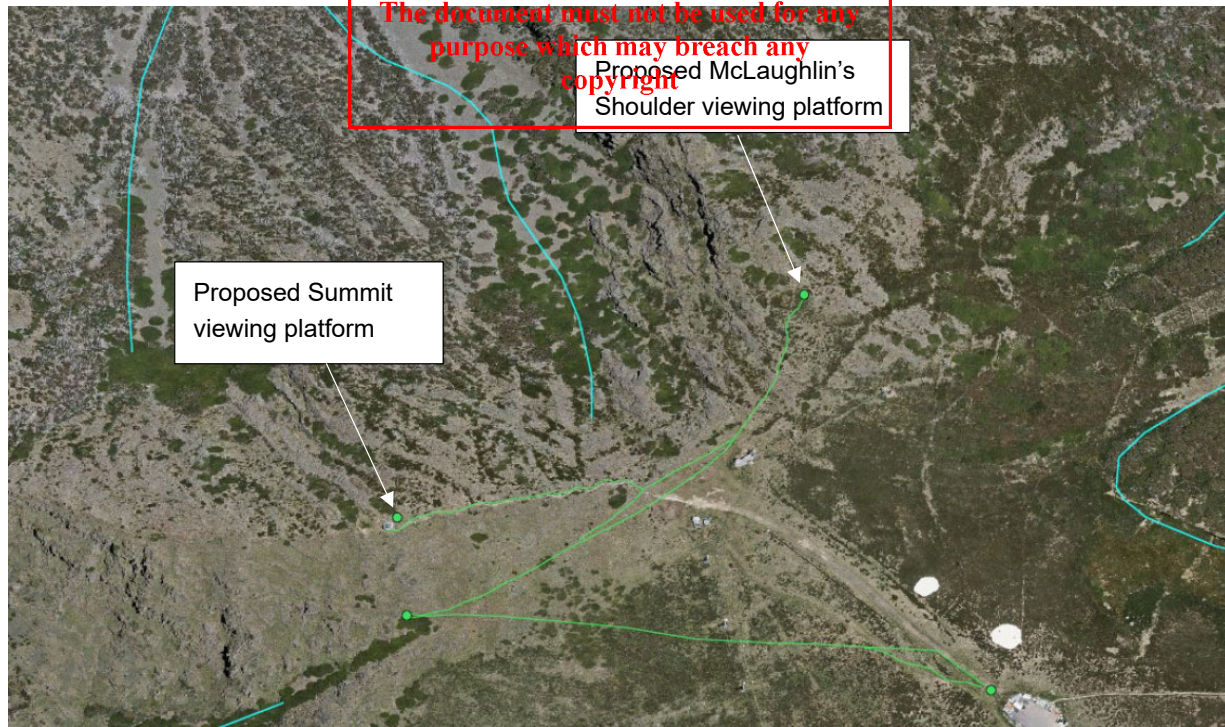 The document must not be used for any
purpose which may breach any
copyright
Proposed McLaughlin's
Shoulder viewing platform
Proposed Summit
viewing platform